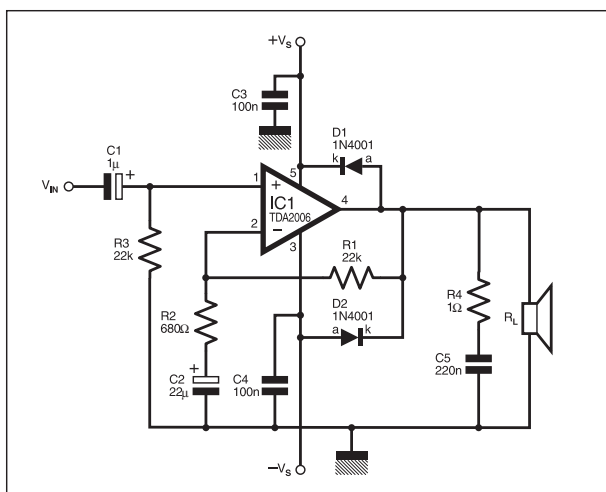 +VS
C3
100n
D1
1N4001
k a
C1
1µ
+
VIN
1
+
5
IC1
TDA2006
4
2
−
3
R3
22k
R1
22k
R2
680Ω
D2
1N4001
a k
R4
1Ω
RL
+
C2
22µ
C4
100n
C5
220n
−VS